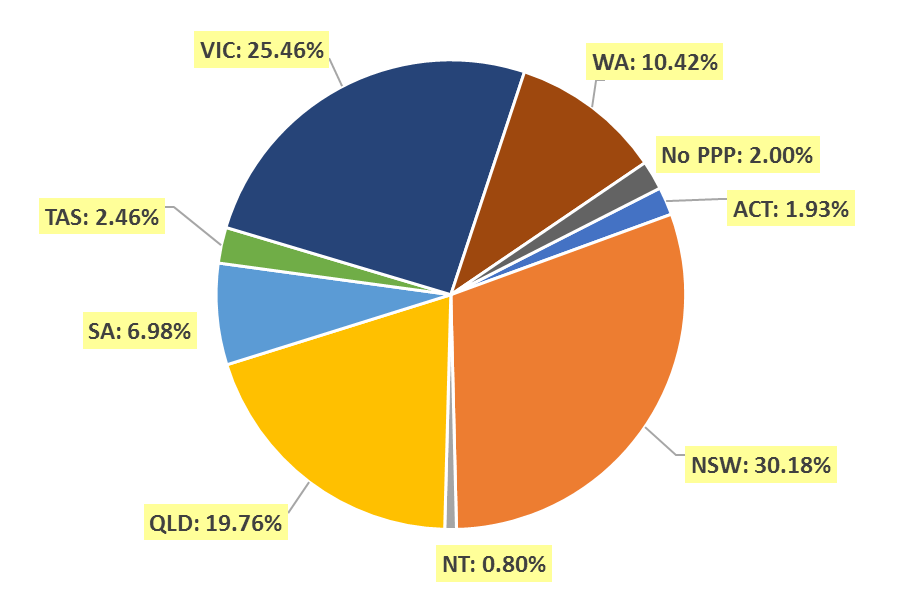 VIC: 25.46%
WA: 10.42%
No PPP: 2.00%
ACT: 1.93%
TAS: 2.46%
SA: 6.98%
NSW: 30.18%
QLD: 19.76%
NT: 0.80%